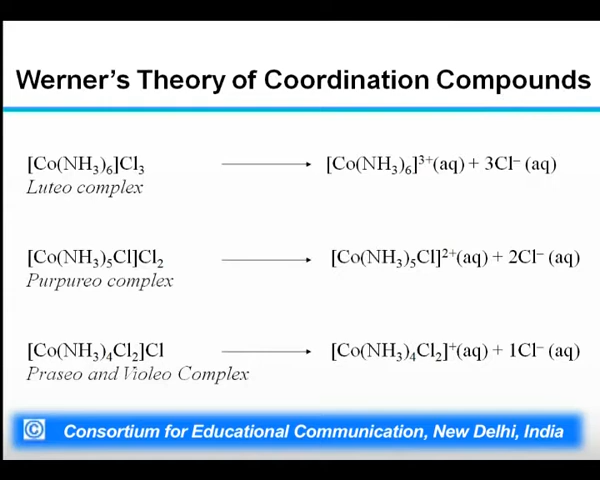 Werner's Theory of Coordination Compounds
[Co(NH₃)₆]Cl₃ → [Co(NH₃)₆]³⁺(aq) + 3Cl⁻ (aq)
Luteo complex
[Co(NH₃)₅Cl]Cl₂ → [Co(NH₃)₅Cl]²⁺(aq) + 2Cl⁻ (aq)
Purpureo complex
[Co(NH₃)₄Cl₂]Cl → [Co(NH₃)₄Cl₂]⁺(aq) + 1Cl⁻ (aq)
Praseo and Violeo Complex
© Consortium for Educational Communication, New Delhi, India